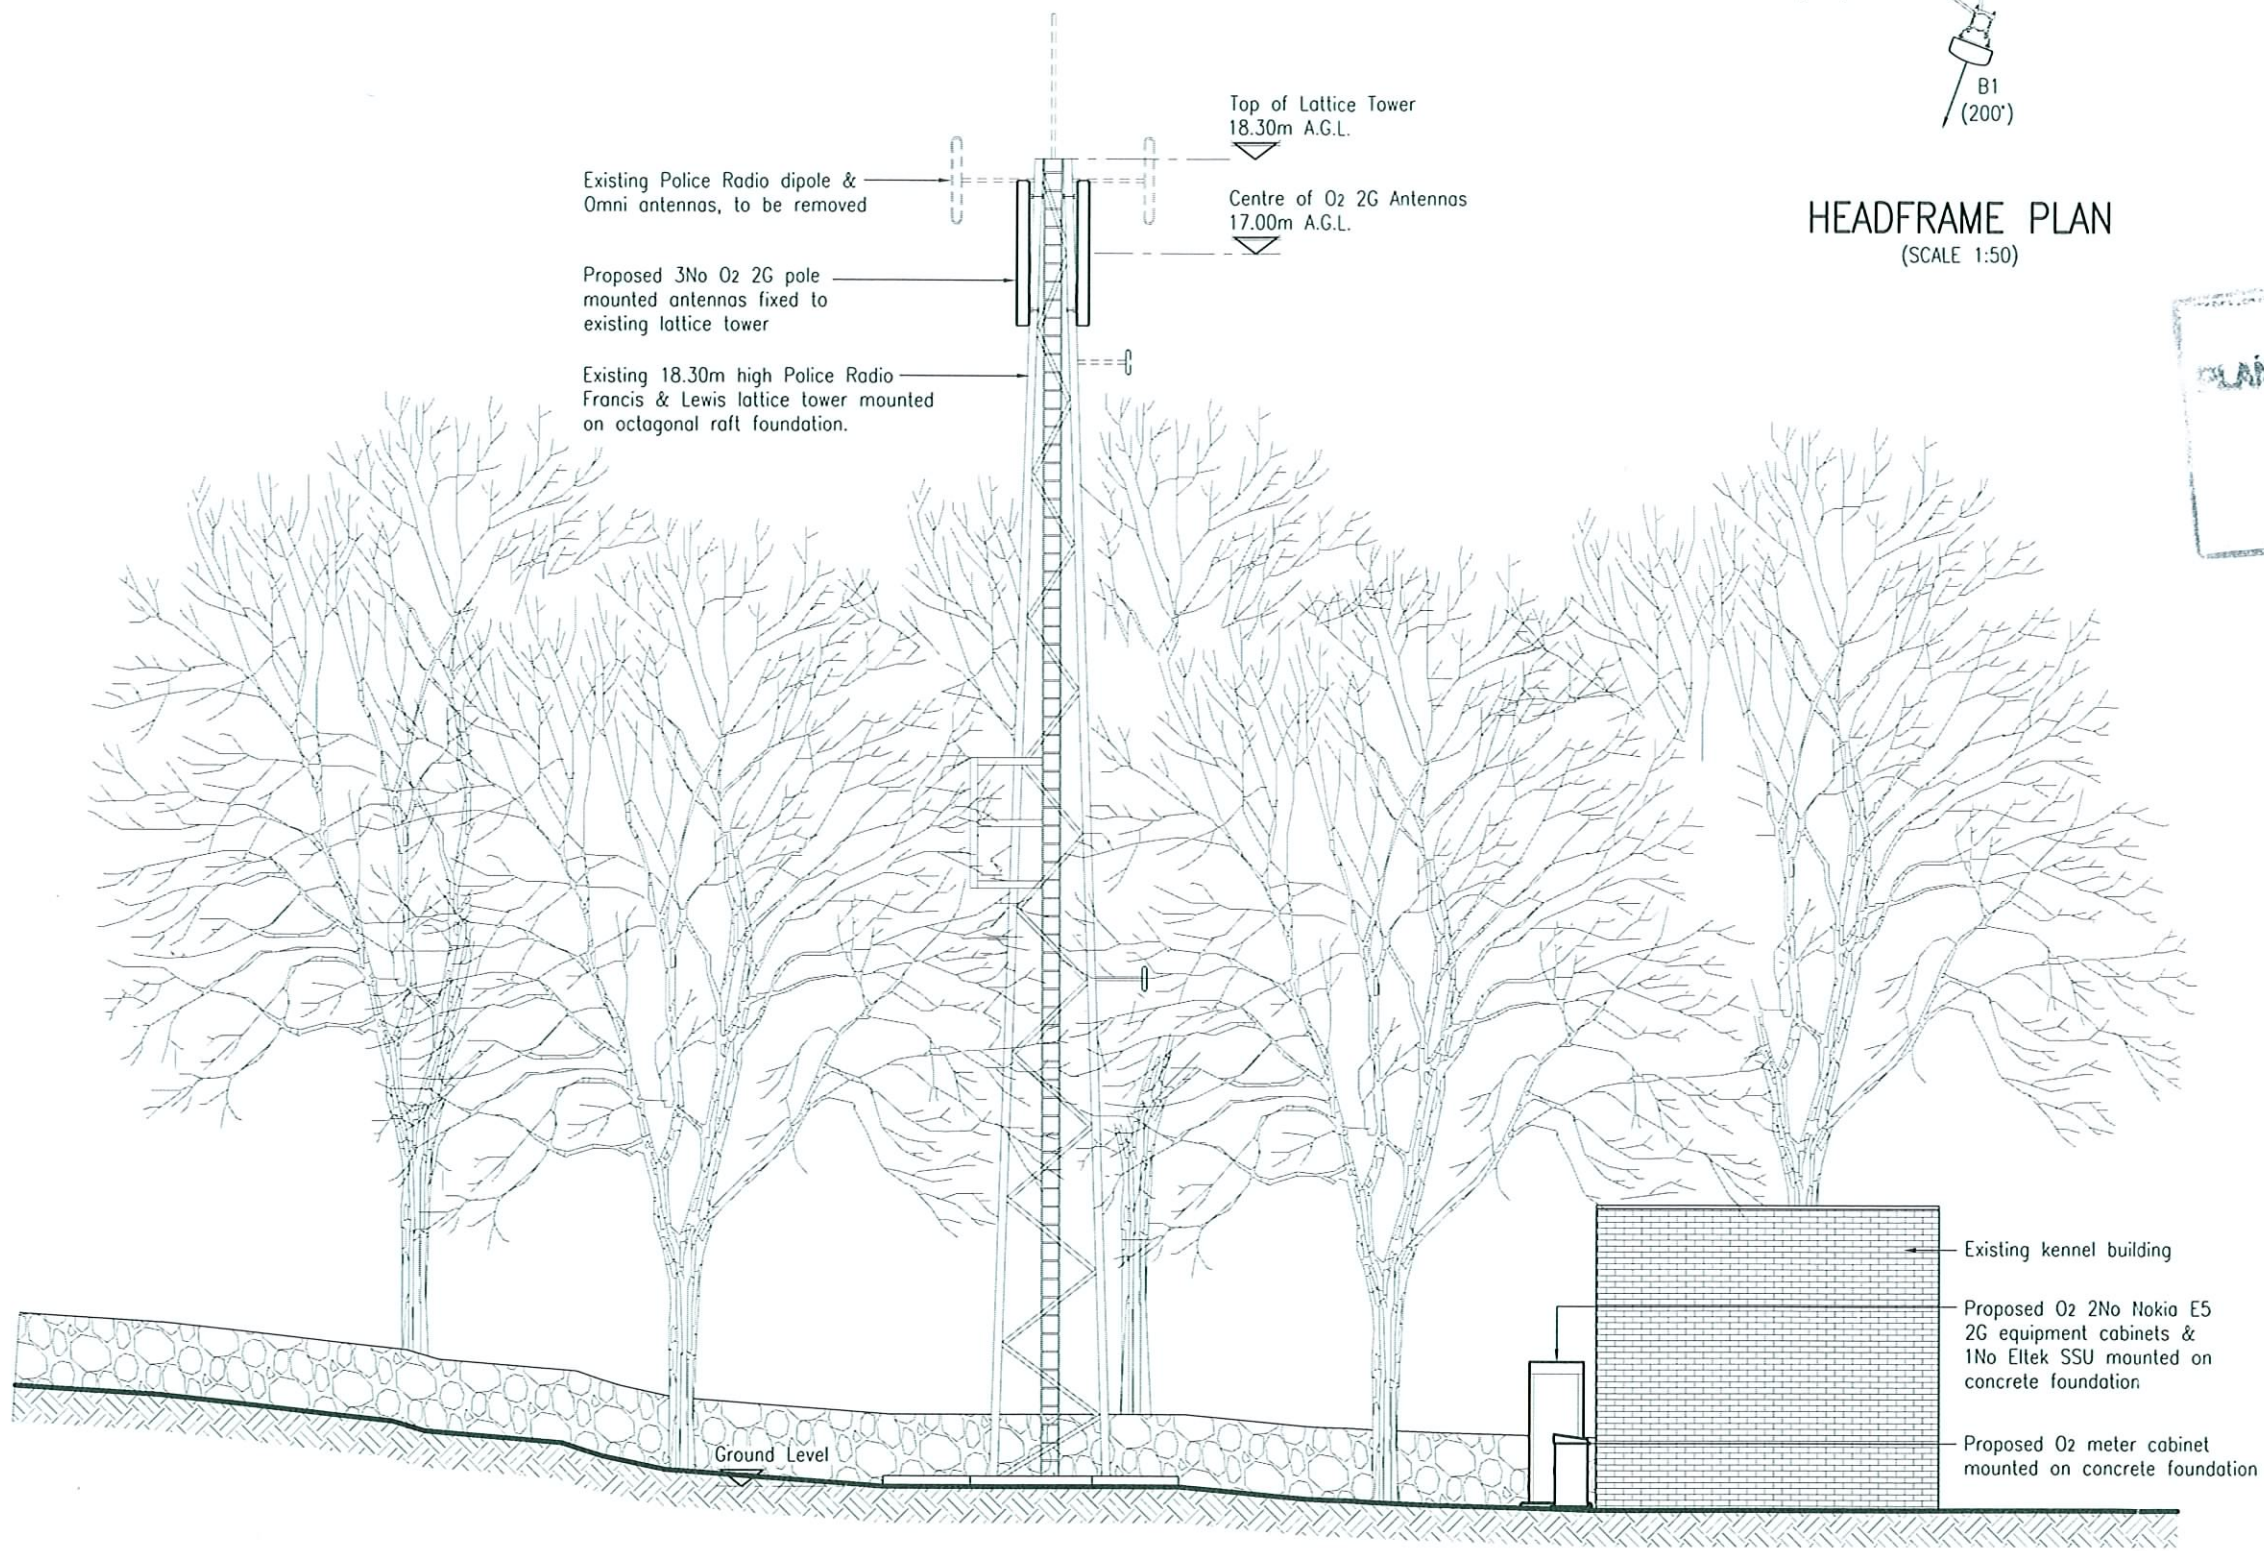 B1
(200°)
Top of Lattice Tower
18.30m A.G.L.
Existing Police Radio dipole &
Omni antennas, to be removed
Centre of O2 2G Antennas
17.00m A.G.L.
HEADFRAME PLAN
(SCALE 1:50)
Proposed 3No O2 2G pole
mounted antennas fixed to
existing lattice tower
Existing 18.30m high Police Radio
Francis & Lewis lattice tower mounted
on octagonal raft foundation.
Existing kennel building
Proposed O2 2No Nokia E5
2G equipment cabinets &
1No Eltek SSU mounted on
concrete foundation
Proposed O2 meter cabinet
mounted on concrete foundation
Ground Level